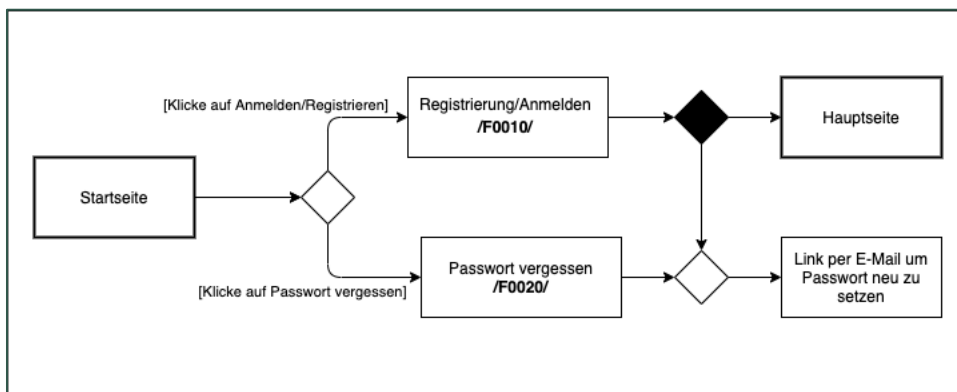 [Klicke auf Anmelden/Registrieren]
Registrierung/Anmelden
/F0010/
Hauptseite
Startseite
[Klicke auf Passwort vergessen]
Passwort vergessen
/F0020/
Link per E-Mail um
Passwort neu zu
setzen